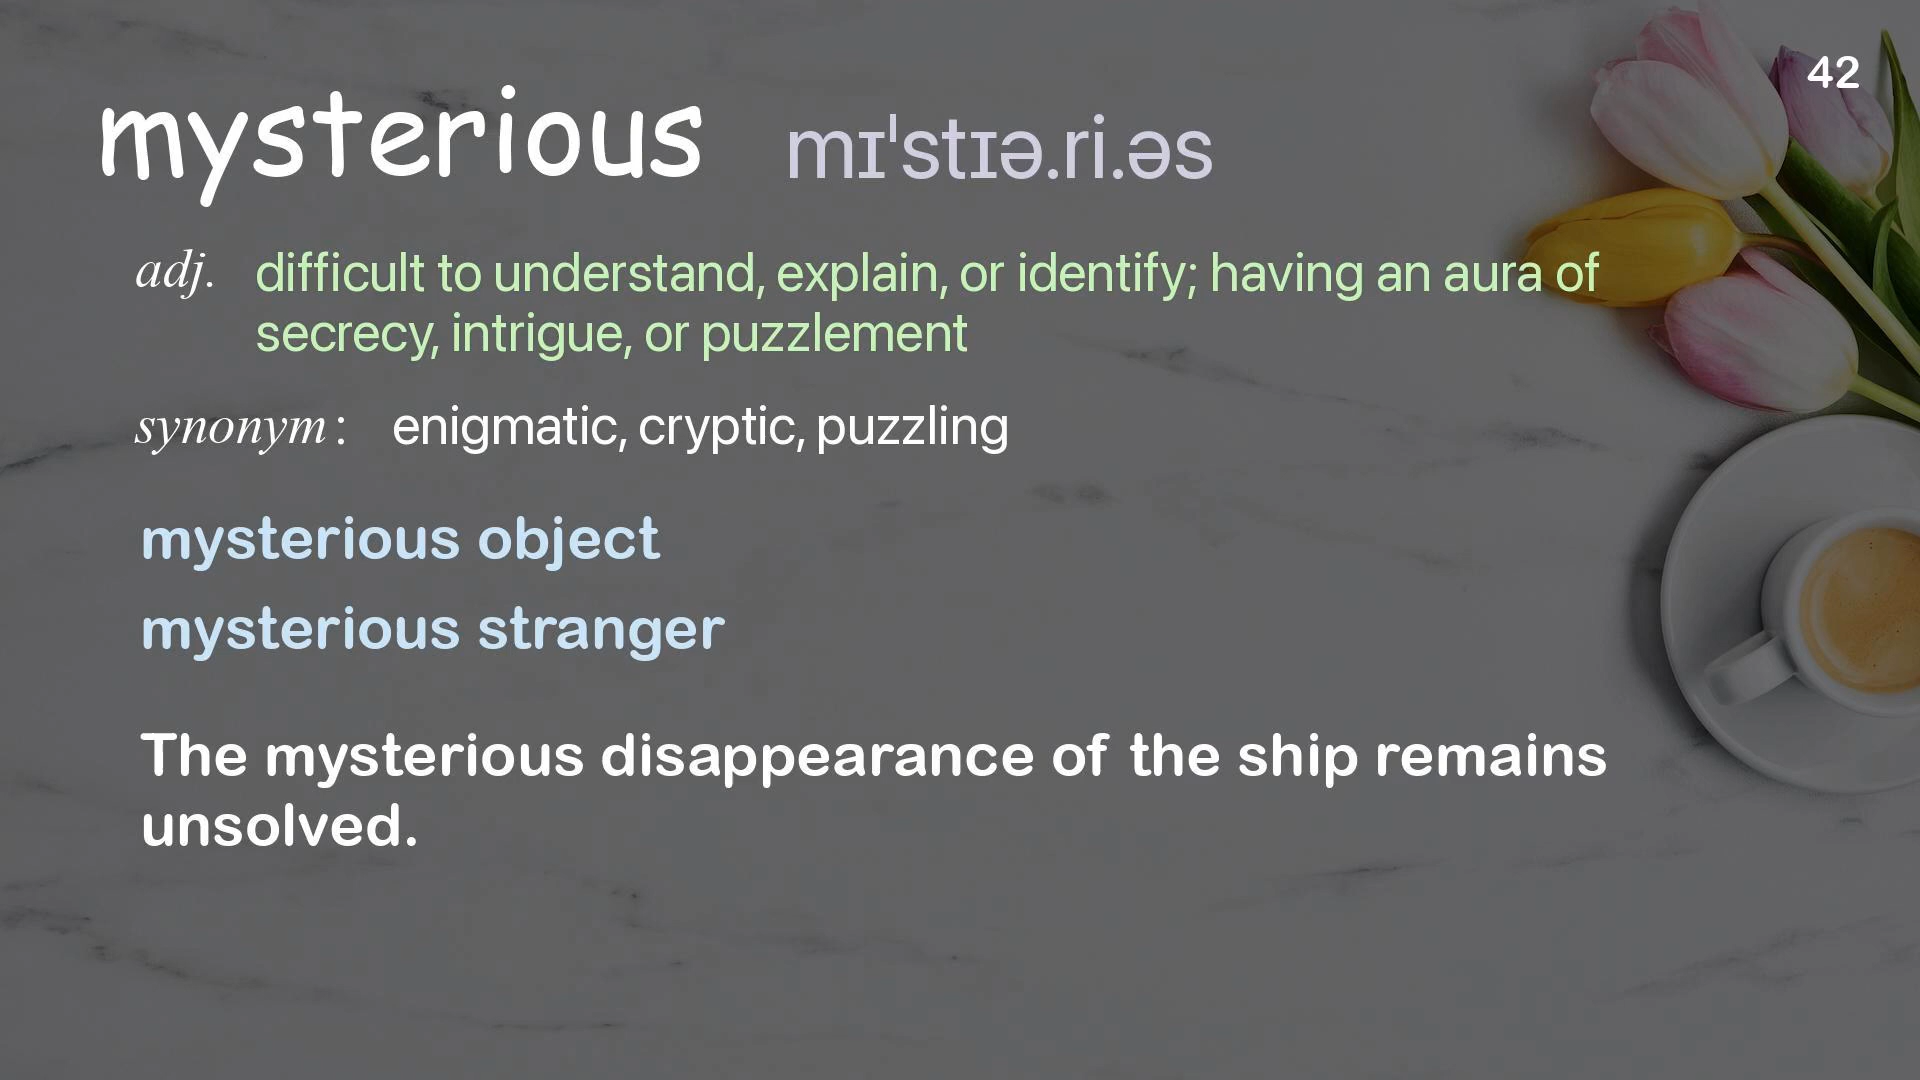 42
mysterious mɪˈstɪə.ri.əs
adj. difficult to understand, explain, or identify; having an aura of
secrecy, intrigue, or puzzlement
synonym: enigmatic, cryptic, puzzling
mysterious object
mysterious stranger
The mysterious disappearance of the ship remains
unsolved.